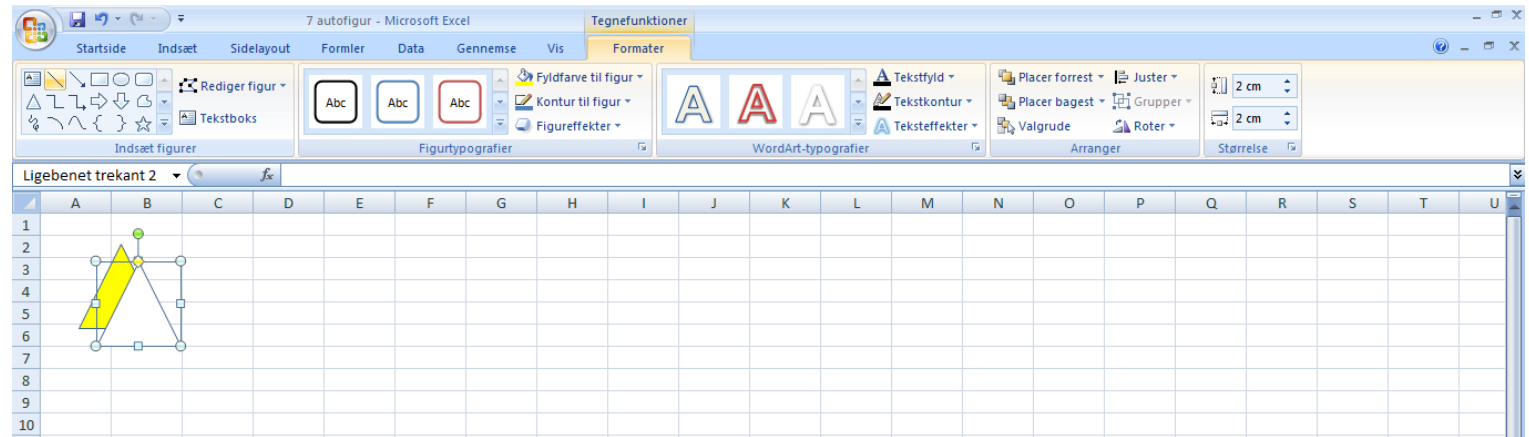 7 autofigur - Microsoft Excel
Tegnefunktioner
Startside Indsæt Sidelayout Formler Data Gennemse Vis Formater
Rediger figur
Tekstboks
Indsæt figurer
Abc Abc Abc
Fyldfarve til figur
Kontur til figur
Figureffekter
Figurtypografier
A A A
Tekstfyld
Tekstkontur
Teksteffekter
WordArt-typografier
Placer forrest
Placer bagest
Valgrude
Juster
Grupper
Roter
Arranger
2 cm
2 cm
Størrelse
Ligebenet trekant 2 fx
A B C D E F G H I J K L M N O P Q R S T U
1
2
3
4
5
6
7
8
9
10